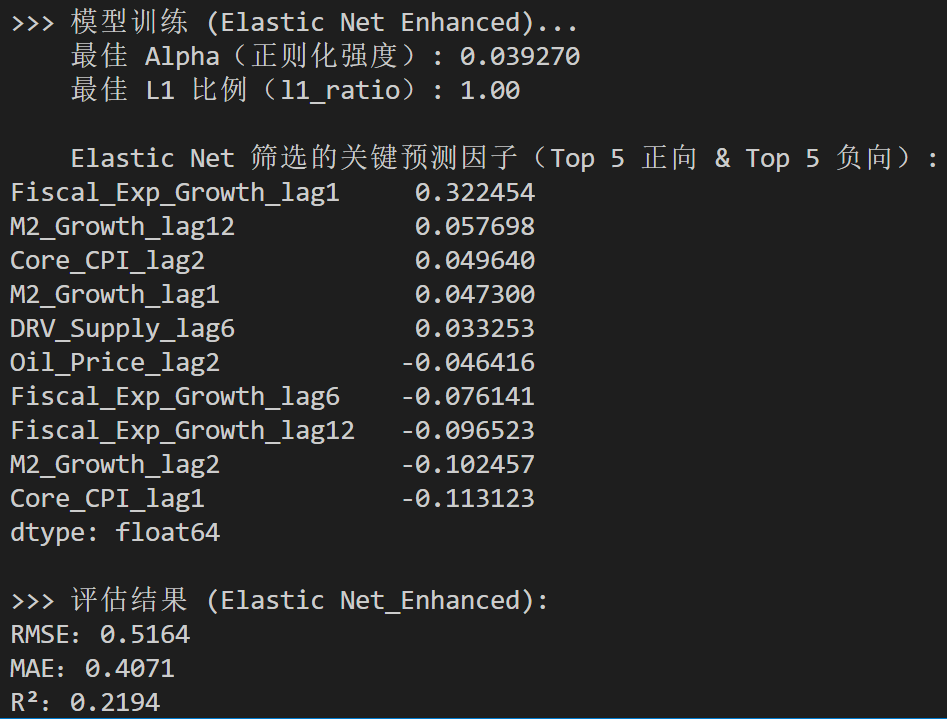 >>> 模型训练 (Elastic Net Enhanced)...
最佳 Alpha（正则化强度）: 0.039270
最佳 L1 比例（l1_ratio）: 1.00
Elastic Net 筛选的关键预测因子（Top 5 正向 & Top 5 负向）:
Fiscal_Exp_Growth_lag1 0.322454
M2_Growth_lag12 0.057698
Core_CPI_lag2 0.049640
M2_Growth_lag1 0.047300
DRV_Supply_lag6 0.033253
Oil_Price_lag2 -0.046416
Fiscal_Exp_Growth_lag6 -0.076141
Fiscal_Exp_Growth_lag12 -0.096523
M2_Growth_lag2 -0.102457
Core_CPI_lag1 -0.113123
dtype: float64
>>> 评估结果 (Elastic Net_Enhanced):
RMSE: 0.5164
MAE: 0.4071
R²: 0.2194